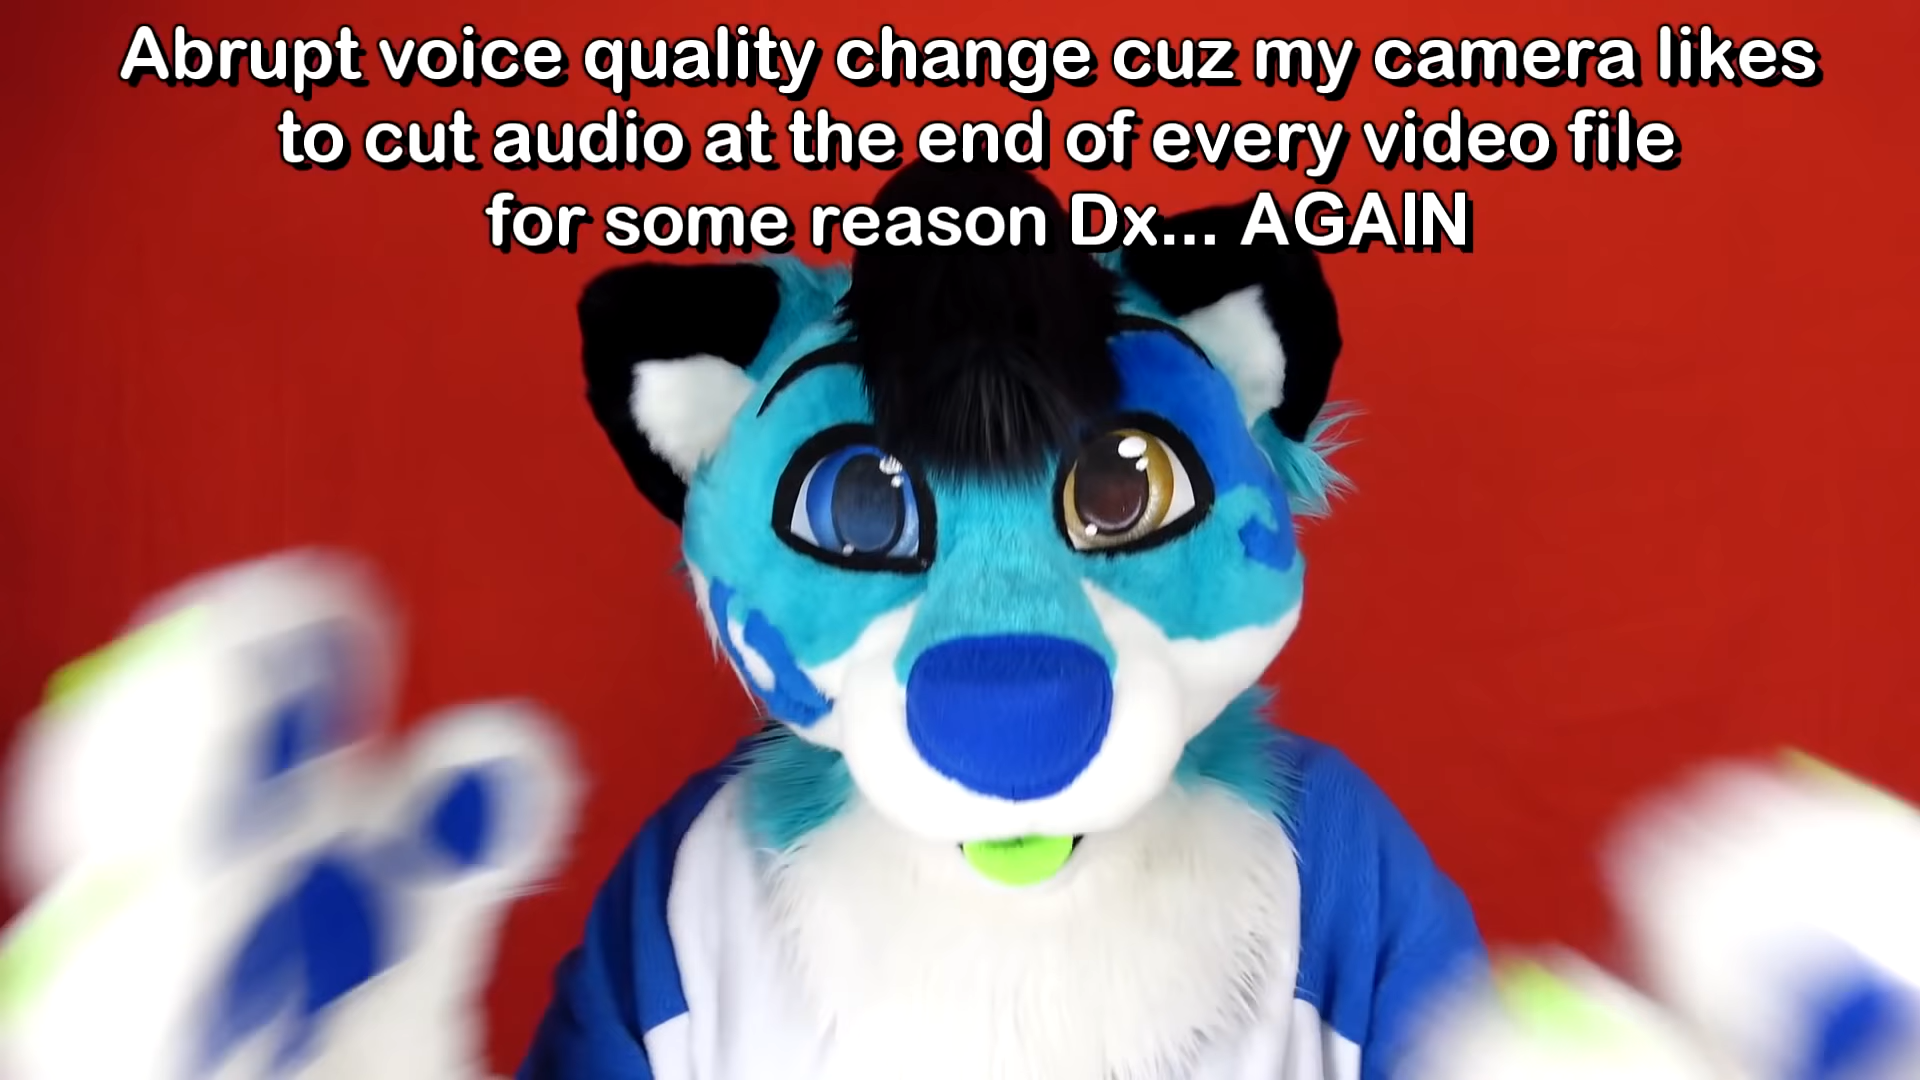 Abrupt voice quality change cuz my camera likes
to cut audio at the end of every video file
for some reason Dx... AGAIN